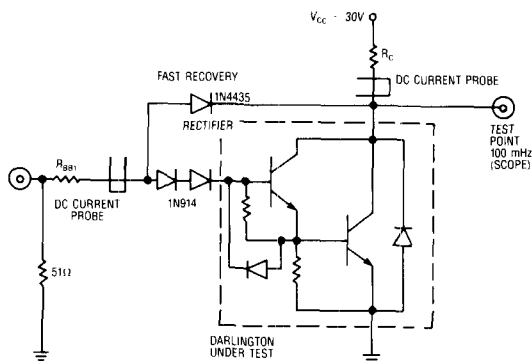 VCC - 30V
RC
DC CURRENT PROBE
FAST RECOVERY
1N4435
RECTIFIER
TEST
POINT
100 mHz
(SCOPE)
RBB1
1N914
DC CURRENT
PROBE
51Ω
DARLINGTON
UNDER TEST